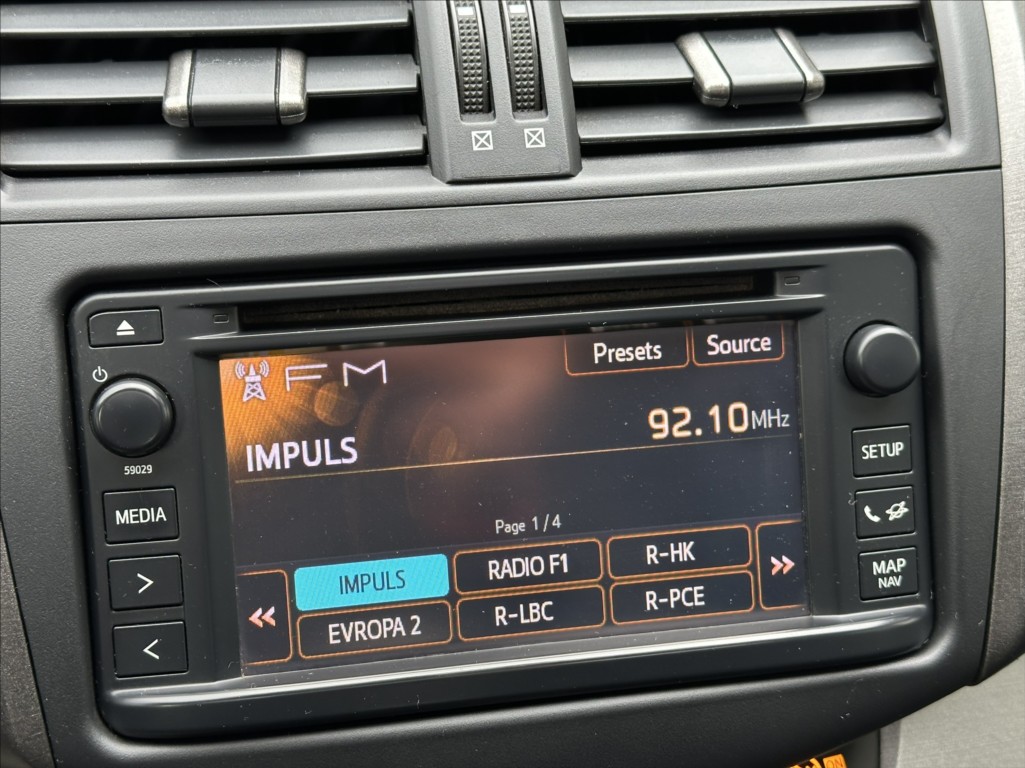 FM
Presets
Source
92.10MHz
IMPULS
59029
SETUP
MEDIA
Page 1/4
MAP
NAV
IMPULS
RADIO F1
R-HK
EVROPA 2
R-LBC
R-PCE
ON